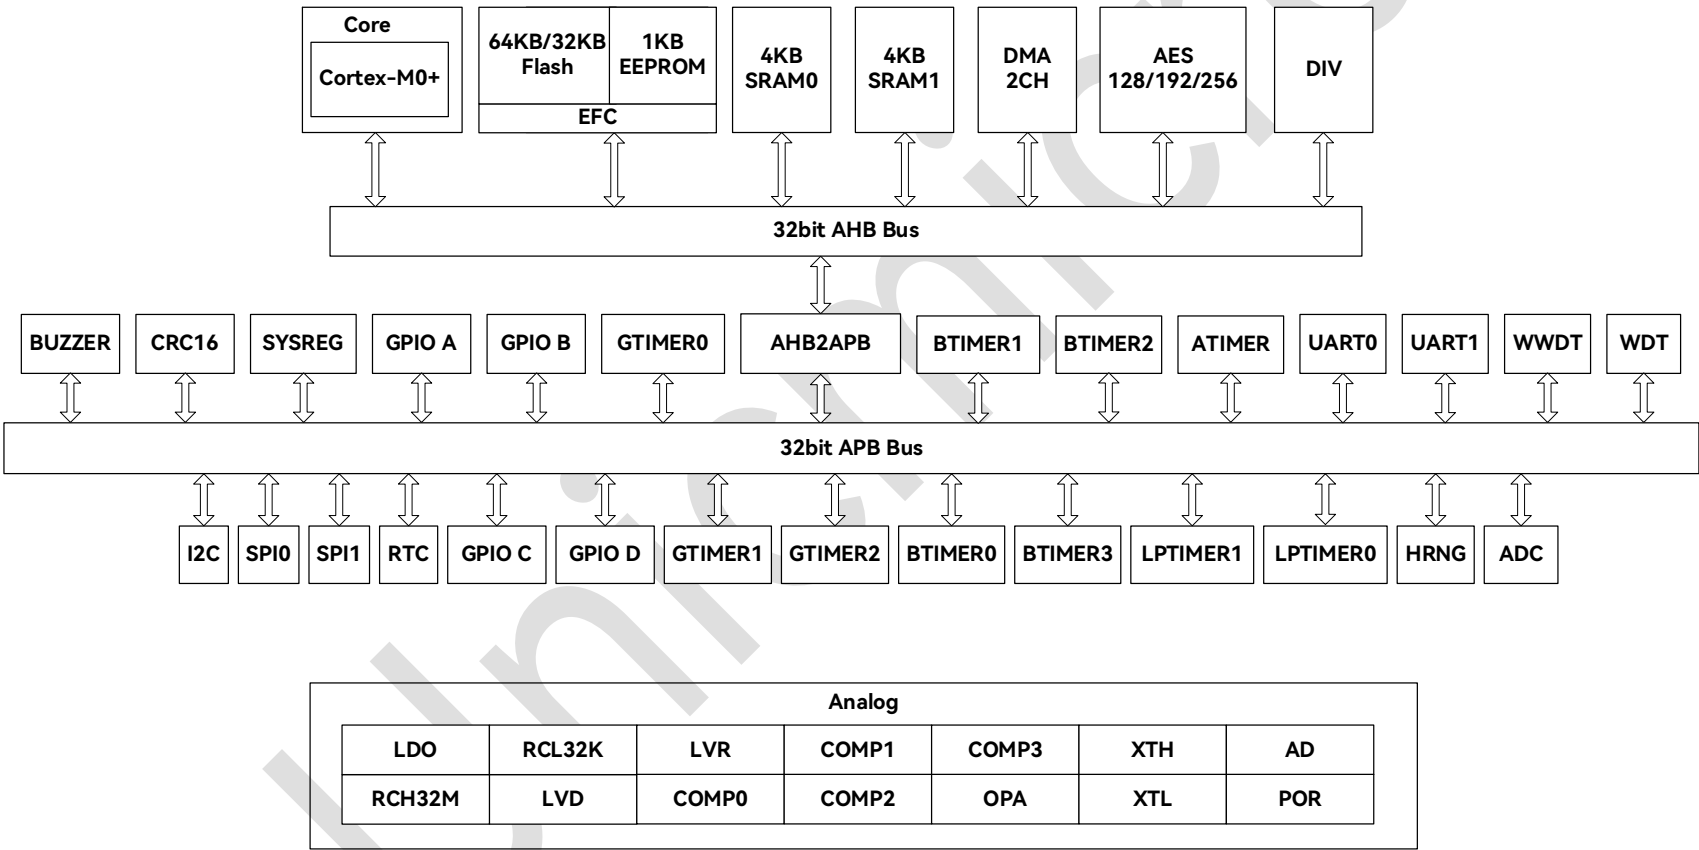 Core
Cortex-M0+
64KB/32KB
Flash
1KB
EEPROM
EFC
4KB
SRAM0
4KB
SRAM1
DMA
2CH
AES
128/192/256
DIV
32bit AHB Bus
BUZZER
CRC16
SYSREG
GPIO A
GPIO B
GTIMER0
AHB2APB
BTIMER1
BTIMER2
ATIMER
UART0
UART1
WWDT
WDT
32bit APB Bus
I2C
SPI0
SPI1
RTC
GPIO C
GPIO D
GTIMER1
GTIMER2
BTIMER0
BTIMER3
LPTIMER1
LPTIMER0
HRNG
ADC
Analog
LDO
RCL32K
LVR
COMP1
COMP3
XTH
AD
RCH32M
LVD
COMP0
COMP2
OPA
XTL
POR
Unicmicro